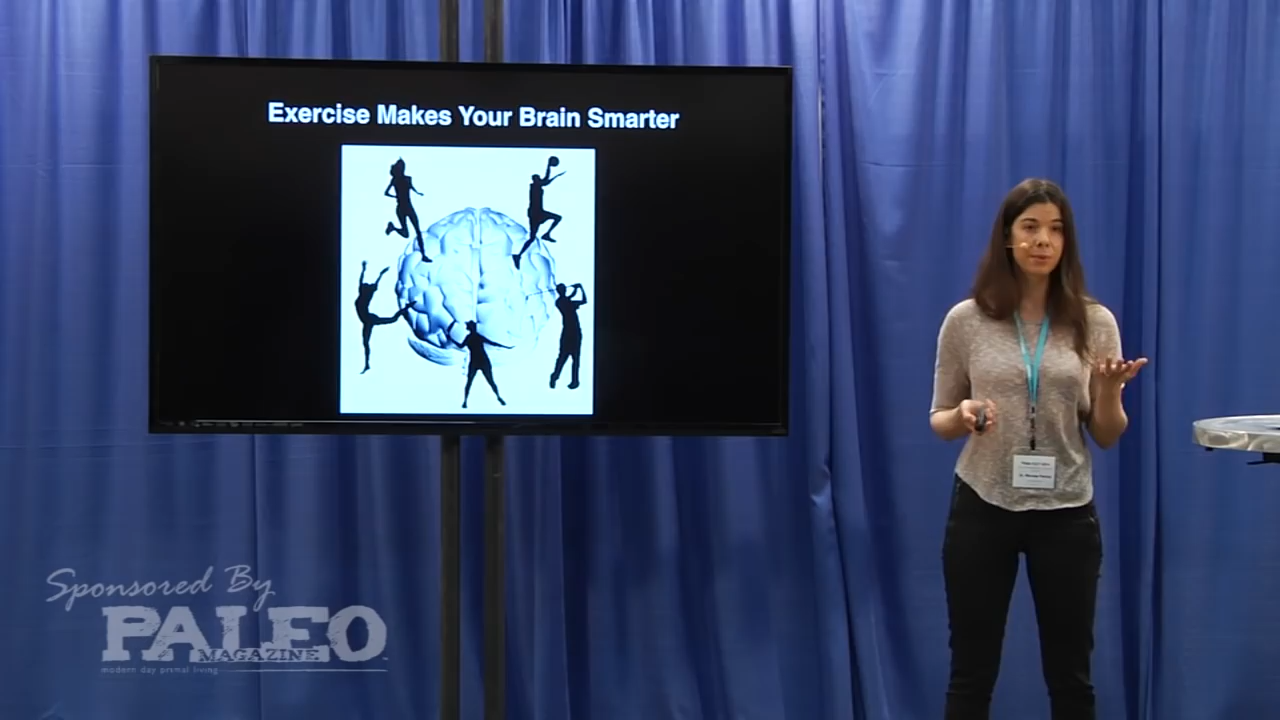 Exercise Makes Your Brain Smarter
Sponsored By
PALEO
MAGAZINE
modern day primal living